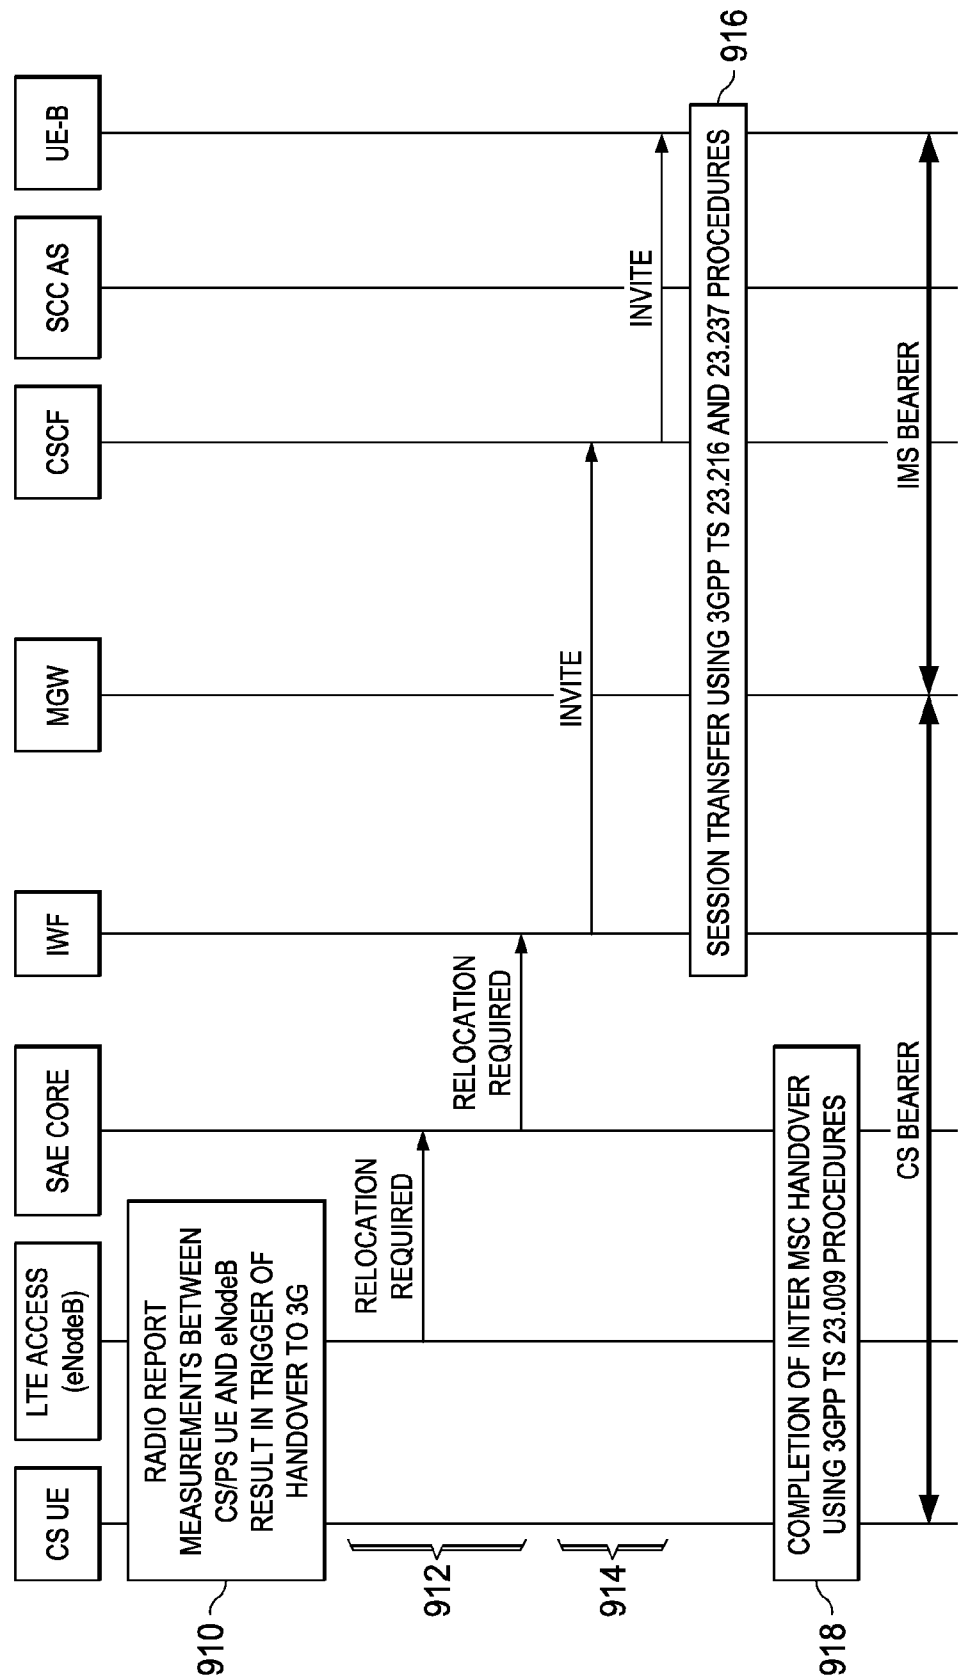 CS UE
LTE ACCESS
(eNodeB)
SAE CORE
IWF
MGW
CSCF
SCC AS
UE-B
910
RADIO REPORT
MEASUREMENTS BETWEEN
CS/PS UE AND eNodeB
RESULT IN TRIGGER OF
HANDOVER TO 3G
912
RELOCATION
REQUIRED
RELOCATION
REQUIRED
914
INVITE
INVITE
SESSION TRANSFER USING 3GPP TS 23.216 AND 23.237 PROCEDURES
916
918
COMPLETION OF INTER MSC HANDOVER
USING 3GPP TS 23.009 PROCEDURES
CS BEARER
IMS BEARER